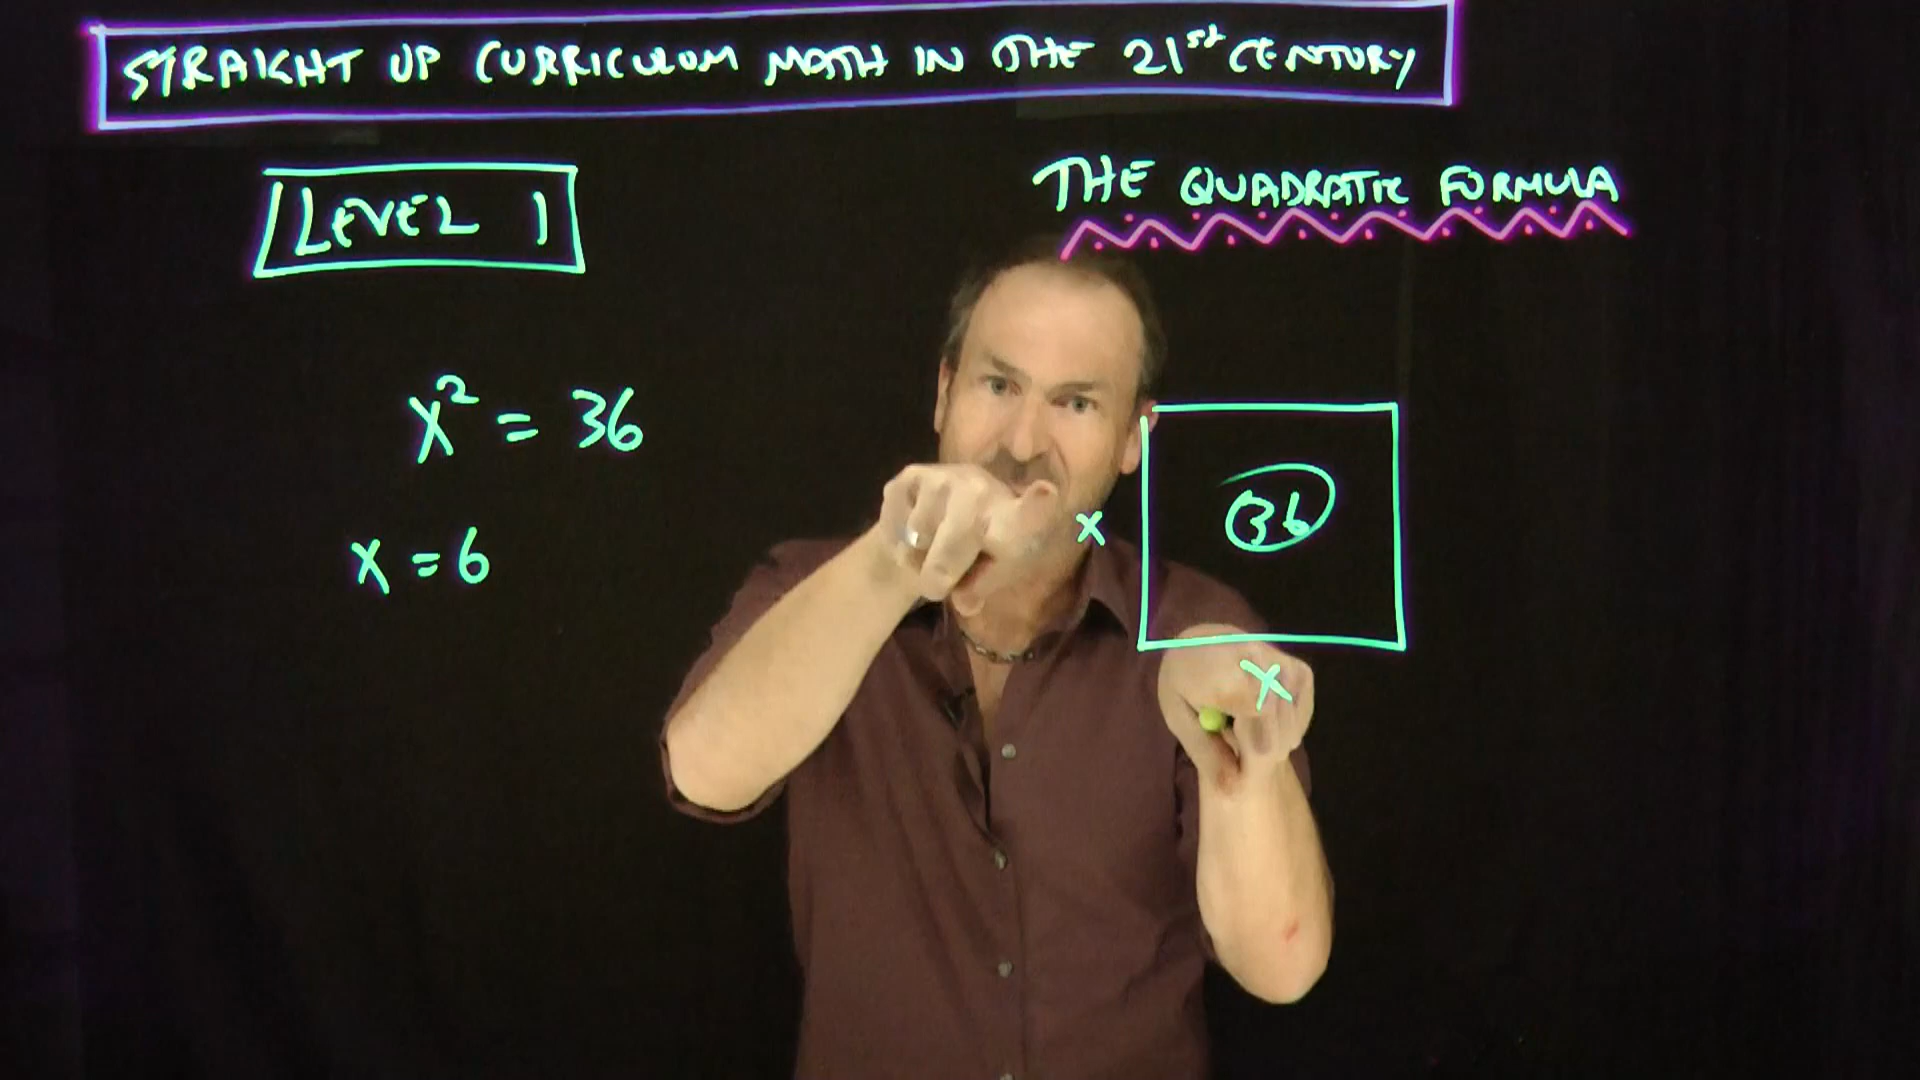 STRAIGHT UP CURRICULUM MATH IN THE 21st CENTURY
LEVEL 1
THE QUADRATIC FORMULA
x² = 36
x = 6
x
36
x